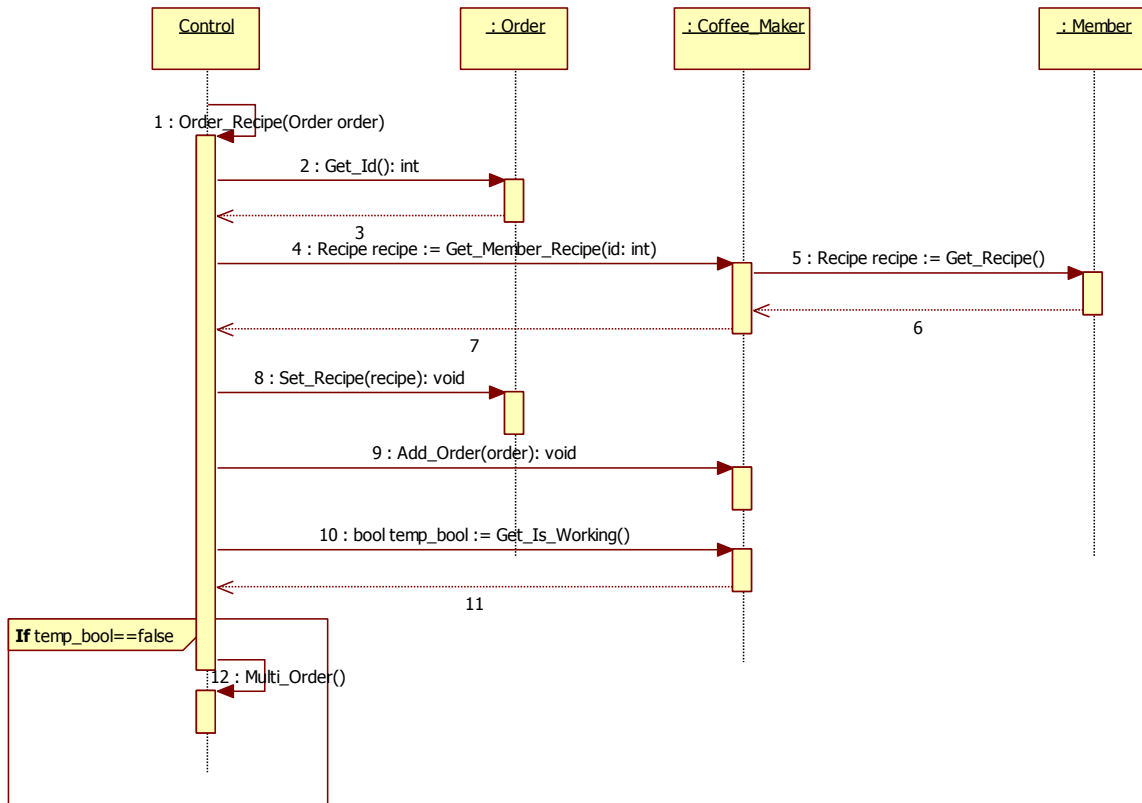 Control
: Order
: Coffee_Maker
: Member
1 : Order_Recipe(Order order)
2 : Get_Id(): int
3
4 : Recipe recipe := Get_Member_Recipe(id: int)
5 : Recipe recipe := Get_Recipe()
6
7
8 : Set_Recipe(recipe): void
9 : Add_Order(order): void
10 : bool temp_bool := Get_Is_Working()
11
If temp_bool==false
12 : Multi_Order()